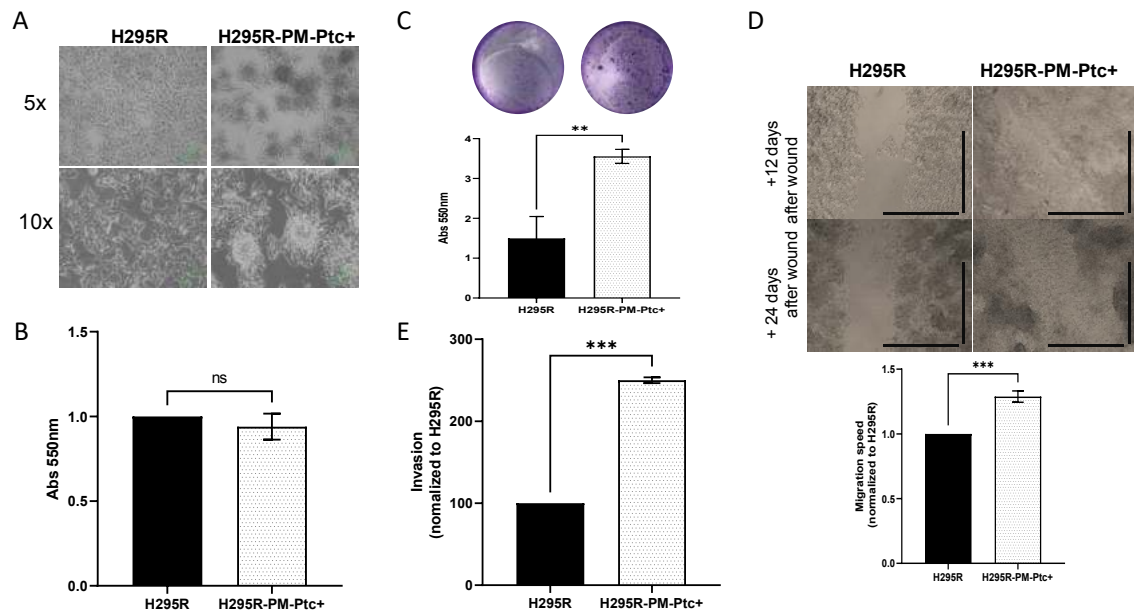 A
H295R
H295R-PM-Ptc+
5x
10x
B
Abs 550nm
1.5
1.0
0.5
0.0
ns
H295R
H295R-PM-Ptc+
C
Abs 550nm
4
3
2
1
0
**
H295R
H295R-PM-Ptc+
E
Invasion
(normalized to H295R)
300
200
100
0
***
H295R
H295R-PM-Ptc+
D
H295R
H295R-PM-Ptc+
+12 days
after wound
+ 24 days
after wound
Migration speed
(normalized to H295R)
1.5
1.0
0.5
0.0
***
H295R
H295R-PM-Ptc+